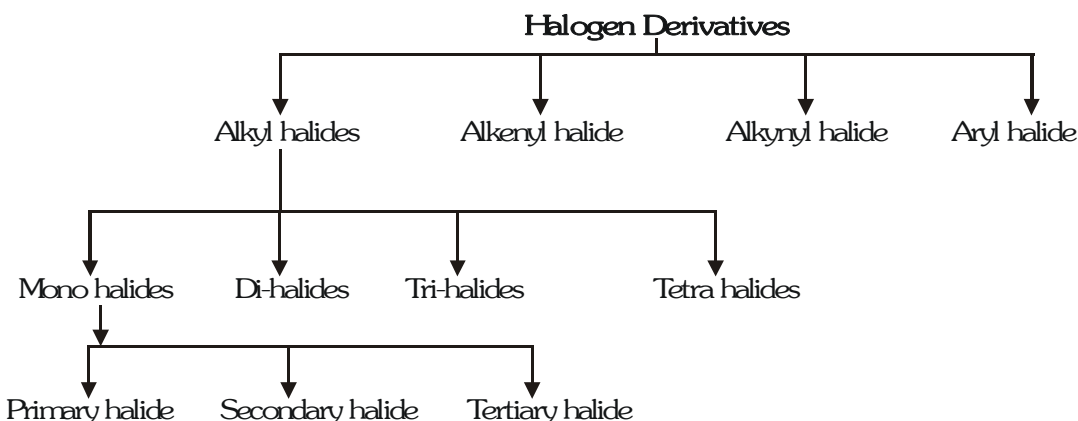 Halogen Derivatives
Alkyl halides Alkenyl halide Alkynyl halide Aryl halide
Mono halides Di-halides Tri-halides Tetra halides
Primary halide Secondary halide Tertiary halide